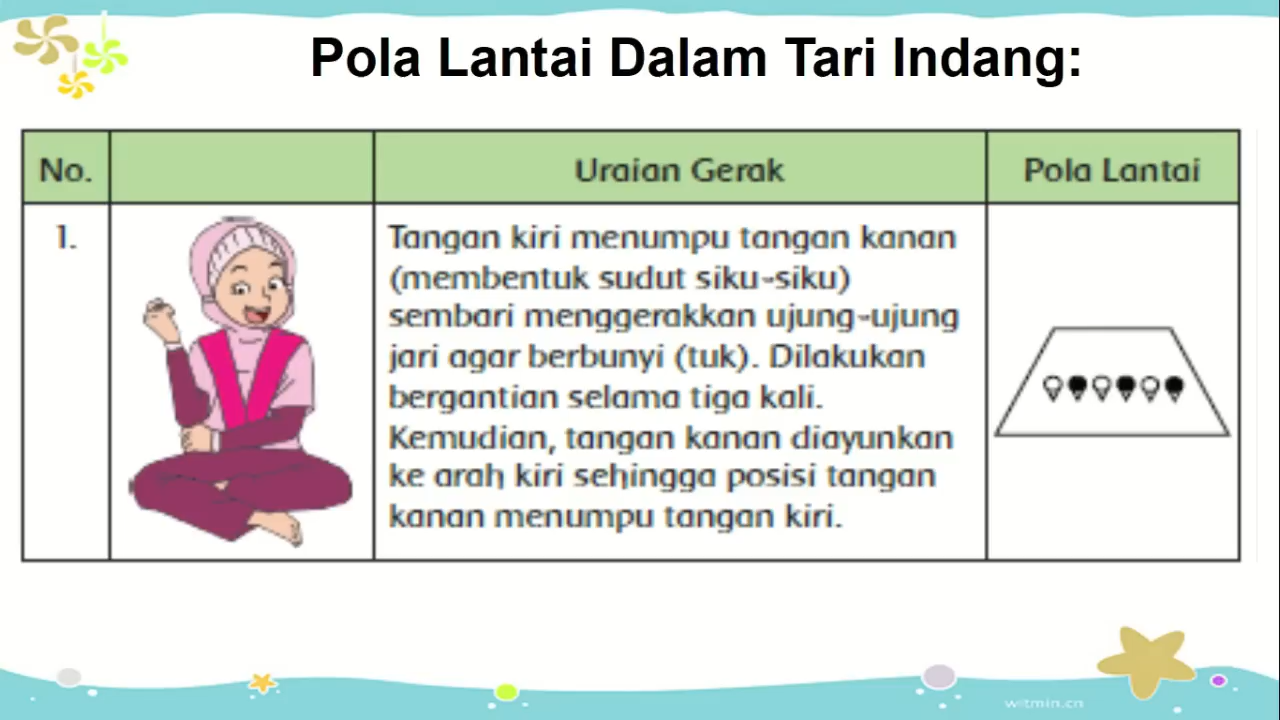 Pola Lantai Dalam Tari Indang:
No.
Uraian Gerak
Pola Lantai
1.
Tangan kiri menumpu tangan kanan
(membentuk sudut siku-siku)
sembari menggerakkan ujung-ujung
jari agar berbunyi (tuk). Dilakukan
bergantian selama tiga kali.
Kemudian, tangan kanan diayunkan
ke arah kiri sehingga posisi tangan
kanan menumpu tangan kiri.
witmin.cn